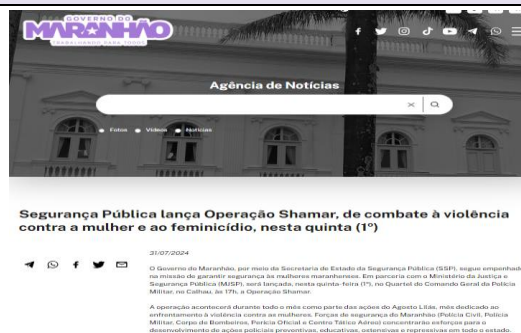 GOVERNO DO
MARANHÃO
TRABALHANDO PARA TODOS
Agência de Notícias
Fotos Vídeos Notícias
Segurança Pública lança Operação Shamar, de combate à violência
contra a mulher e ao feminicídio, nesta quinta (1º)
31/07/2024
O Governo do Maranhão, por meio da Secretaria de Estado da Segurança Pública (SSP), segue empenhado
na missão de garantir segurança às mulheres maranhenses. Em parceria com o Ministério da Justiça e
Segurança Pública (MJSP), será lançada, nesta quinta-feira (1º), no Quartel do Comando Geral da Polícia
Militar, no Calhau, às 17h, a Operação Shamar.
A operação acontecerá durante todo o mês como parte das ações do Agosto Lilás, mês dedicado ao
enfrentamento à violência contra as mulheres. Forças de segurança do Maranhão (Polícia Civil, Polícia
Militar, Corpo de Bombeiros, Perícia Oficial e Centro Tático Aéreo) concentrarão esforços para o
desenvolvimento de ações policiais preventivas, educativas, ostensivas e repressivas em todo o estado.